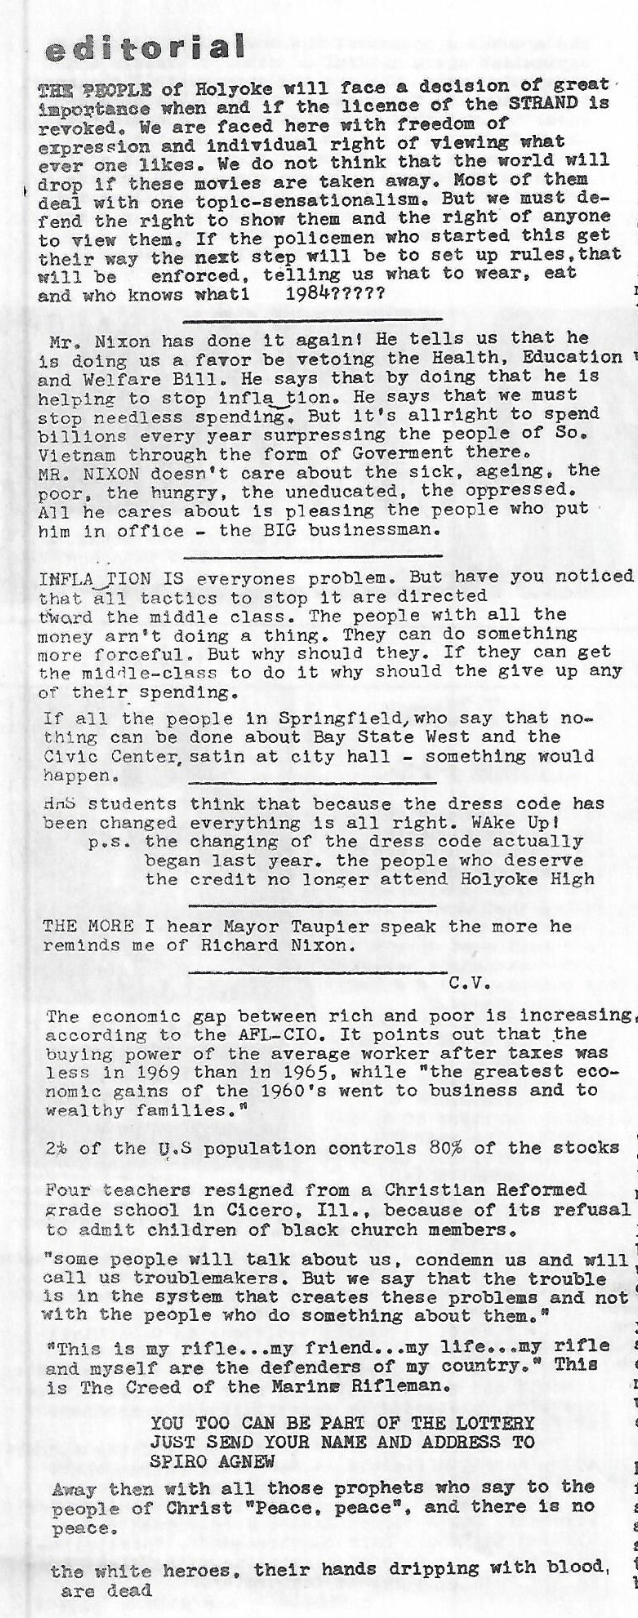 editorial
THE PEOPLE of Holyoke will face a decision of great
importance when and if the licence of the STRAND is
revoked. We are faced here with freedom of
expression and individual right of viewing what
ever one likes. We do not think that the world will
drop if these movies are taken away. Most of them
deal with one topic-sensationalism. But we must de-
fend the right to show them and the right of anyone
to view them. If the policemen who started this get
their way the next step will be to set up rules,that
will be enforced, telling us what to wear, eat
and who knows what1 1984?????
Mr. Nixon has done it again! He tells us that he
is doing us a favor be vetoing the Health, Education
and Welfare Bill. He says that by doing that he is
helping to stop infla tion. He says that we must
stop needless spending. But it's allright to spend
billions every year surpressing the people of So.
Vietnam through the form of Goverment there.
MR. NIXON doesn't care about the sick, ageing, the
poor, the hungry, the uneducated, the oppressed.
All he cares about is pleasing the people who put
him in office - the BIG businessman.
INFLA TION IS everyones problem. But have you noticed
that all tactics to stop it are directed
tward the middle class. The people with all the
money arn't doing a thing. They can do something
more forceful. But why should they. If they can get
the middle-class to do it why should the give up any
of their spending.
If all the people in Springfield,who say that no-
thing can be done about Bay State West and the
Civic Center, satin at city hall - something would
happen.
HHS students think that because the dress code has
been changed everything is all right. WAke Up!
p.s. the changing of the dress code actually
began last year. the people who deserve
the credit no longer attend Holyoke High
THE MORE I hear Mayor Taupier speak the more he
reminds me of Richard Nixon.
C.V.
The economic gap between rich and poor is increasing,
according to the AFL-CIO. It points out that the
buying power of the average worker after taxes was
less in 1969 than in 1965, while "the greatest eco-
nomic gains of the 1960's went to business and to
wealthy families."
2% of the U.S population controls 80% of the stocks
Four teachers resigned from a Christian Reformed
grade school in Cicero, Ill., because of its refusal
to admit children of black church members.
"some people will talk about us, condemn us and will
call us troublemakers. But we say that the trouble
is in the system that creates these problems and not
with the people who do something about them."
"This is my rifle...my friend...my life...my rifle
and myself are the defenders of my country." This
is The Creed of the Marine Rifleman.
YOU TOO CAN BE PART OF THE LOTTERY
JUST SEND YOUR NAME AND ADDRESS TO
SPIRO AGNEW
Away then with all those prophets who say to the
people of Christ "Peace, peace", and there is no
peace.
the white heroes, their hands dripping with blood,
are dead